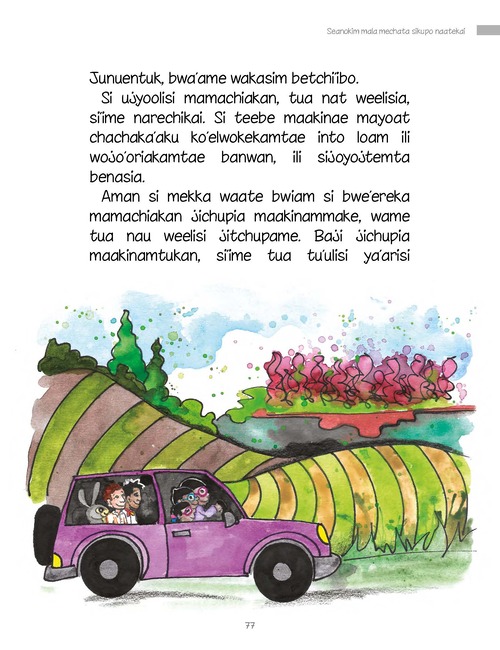 Seanokim mala mechata sikupo naatekai
Junuentuk, bwa'ame wakasim betchi'ibo.
Si ujyoolisi mamachiakan, tua nat weelisia,
si'ime narechikai. Si teebe maakinae mayoat
chachaka'aku ko'elwokekamtae into loam ili
wojo'oriakamtae banwan, ili sijoyojtemta
benasia.
Aman si mekka waate bwiam si bwe'ereka
mamachiakan jichupia maakinammake, wame
tua nau weelisi jitchupame. Baji jichupia
maakinamtukan, si'ime tua tu'ulisi ya'arisi
77